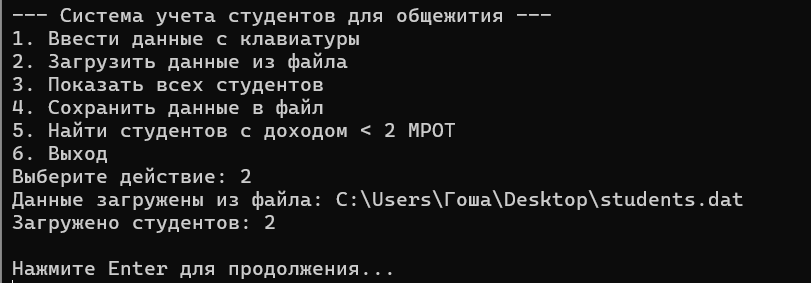 --- Система учета студентов для общежития ---
1. Ввести данные с клавиатуры
2. Загрузить данные из файла
3. Показать всех студентов
4. Сохранить данные в файл
5. Найти студентов с доходом < 2 МРОТ
6. Выход
Выберите действие: 2
Данные загружены из файла: C:\Users\Гоша\Desktop\students.dat
Загружено студентов: 2
Нажмите Enter для продолжения...